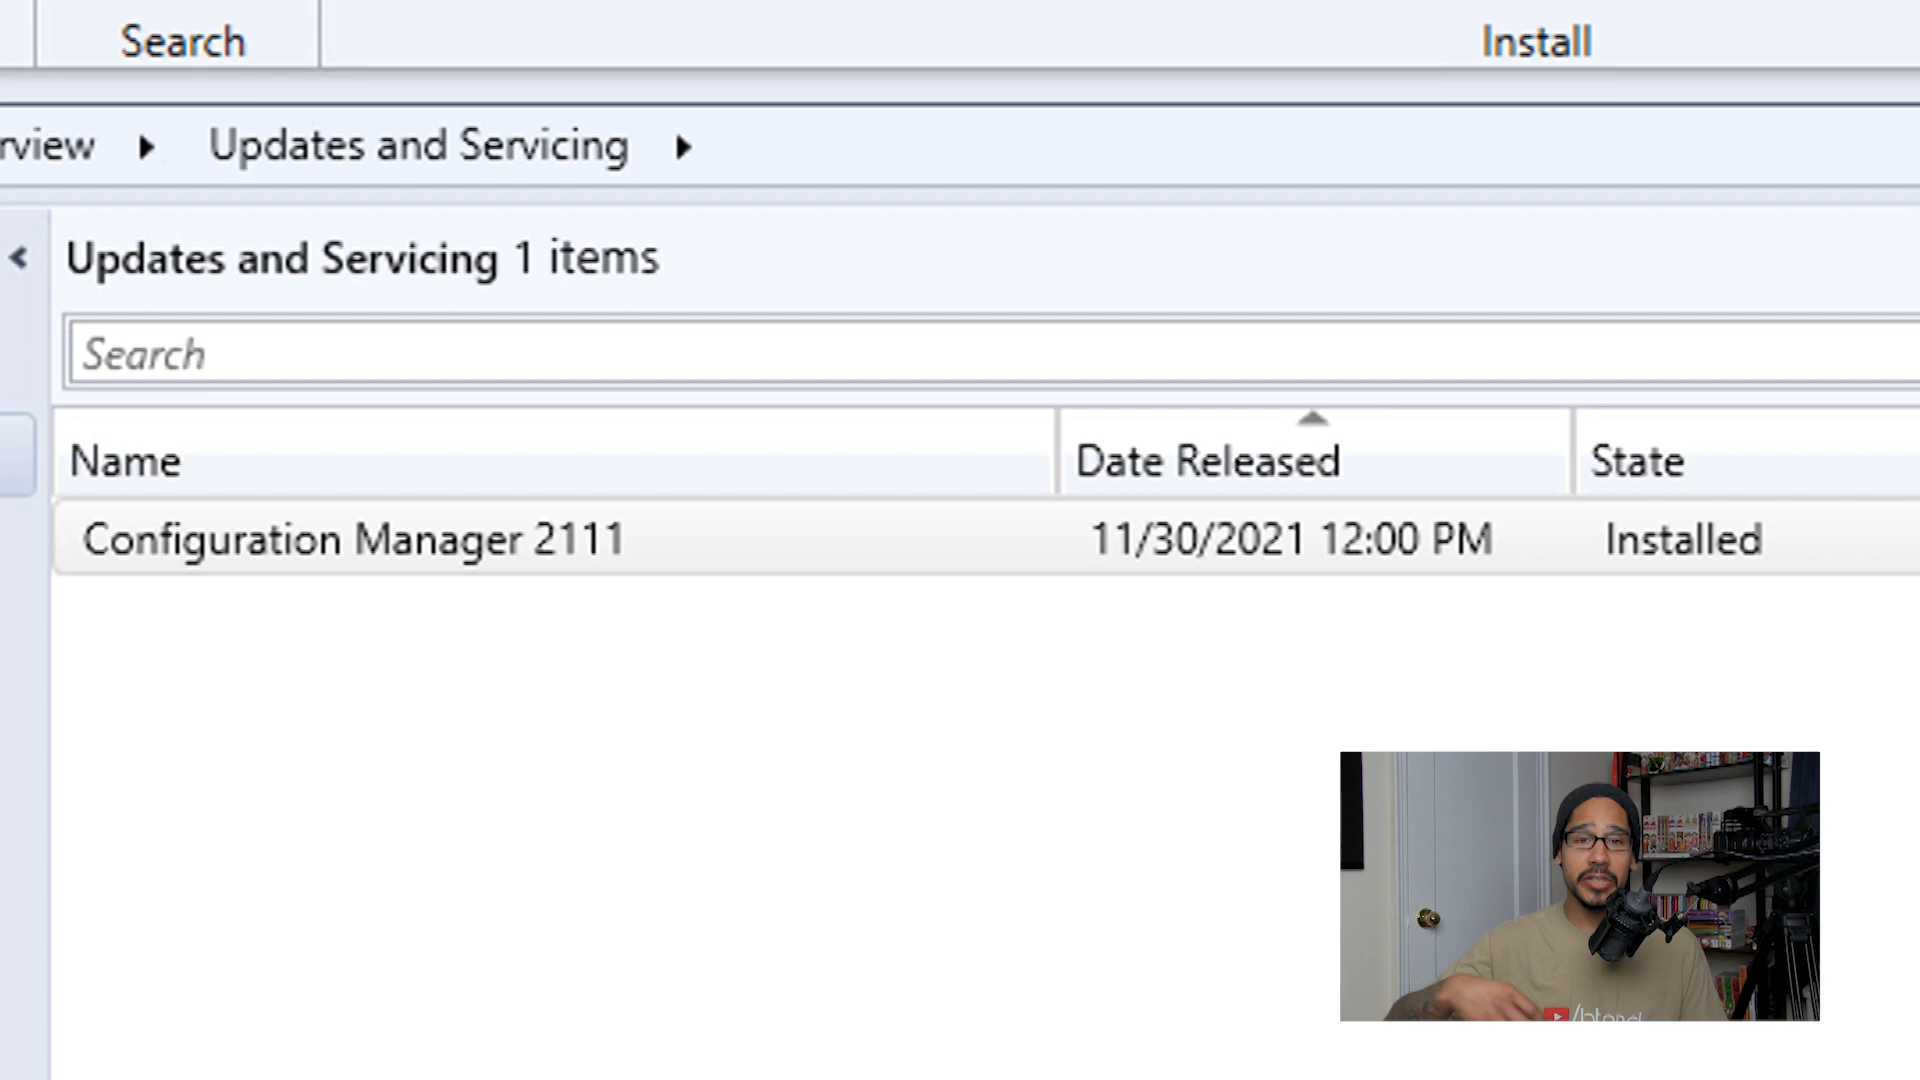 Search
Install
rview
Updates and Servicing
Updates and Servicing 1 items
Search
Name
Date Released
State
Configuration Manager 2111
11/30/2021 12:00 PM
Installed